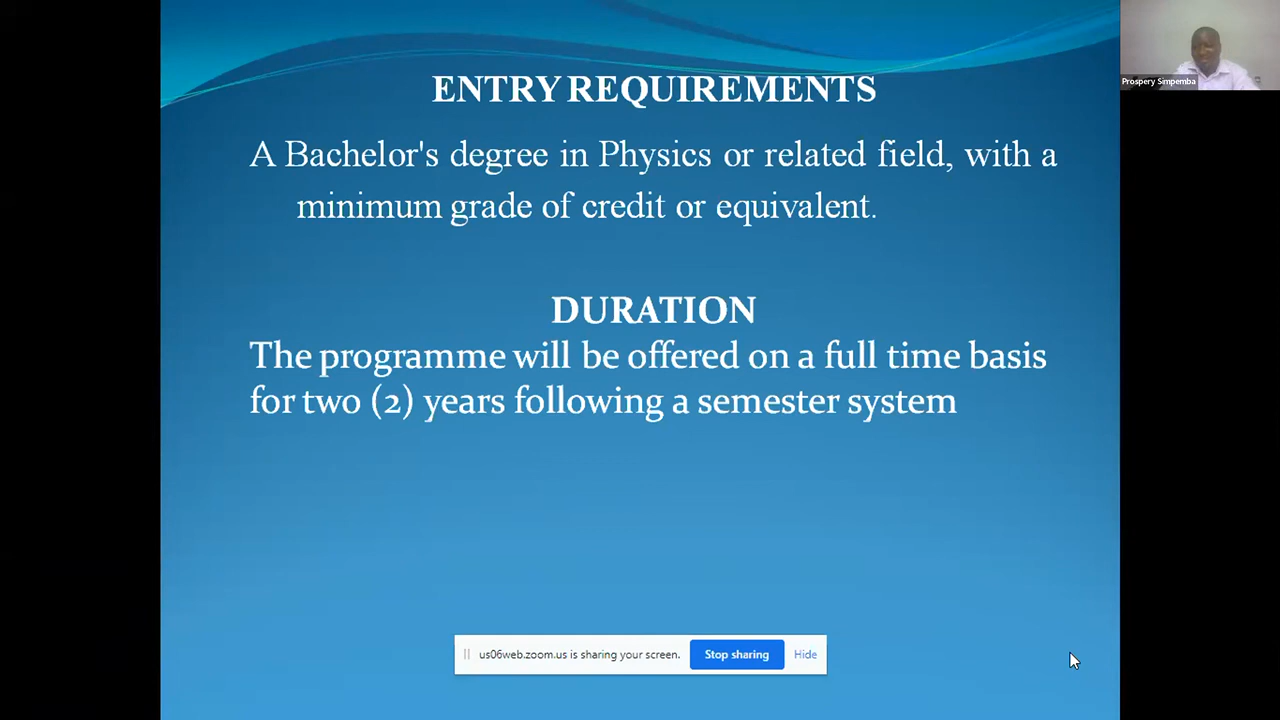 ENTRY REQUIREMENTS
A Bachelor's degree in Physics or related field, with a
minimum grade of credit or equivalent.
DURATION
The programme will be offered on a full time basis
for two (2) years following a semester system
Prospery Simpemba
us06web.zoom.us is sharing your screen.
Stop sharing
Hide